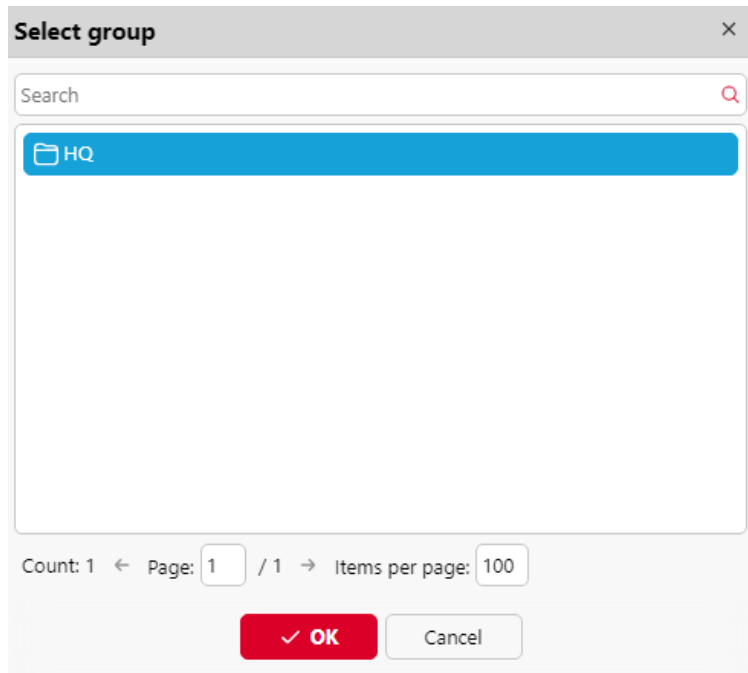 Select group
Search
HQ
Count: 1 ← Page: 1 / 1 → Items per page: 100
✓ OK Cancel